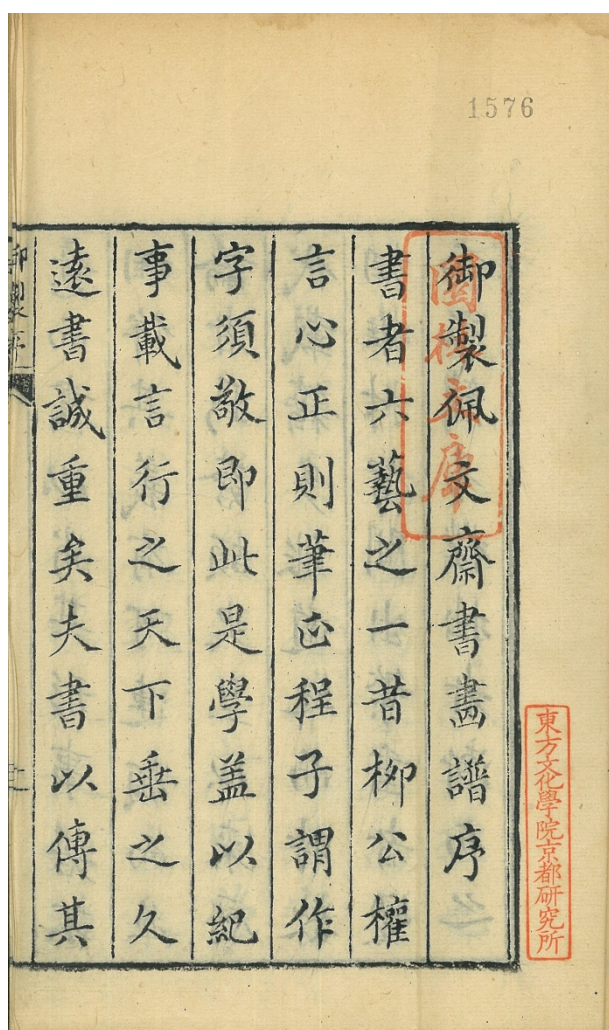 1576
御製佩文齋書畫譜序
書者六藝之一昔柳公權
言心正則筆正程子謂作
字須敬即此是學盖以紀
事載言行之天下垂之久
遠書誠重矣夫書以傳其
御製序
東方文化學院京都研究所